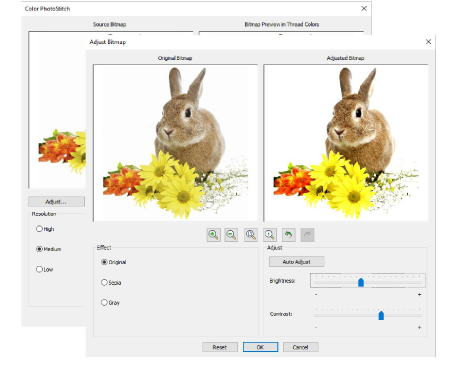 Color PhotoStitch
Source Bitmap
Bitmap Preview in Thread Colors
Adjust...
Resolution
High
Medium
Low
Adjust Bitmap
Original Bitmap
Adjusted Bitmap
Effect
Original
Sepia
Gray
Adjust
Auto Adjust
Brightness:
- +
Contrast:
- +
Reset OK Cancel